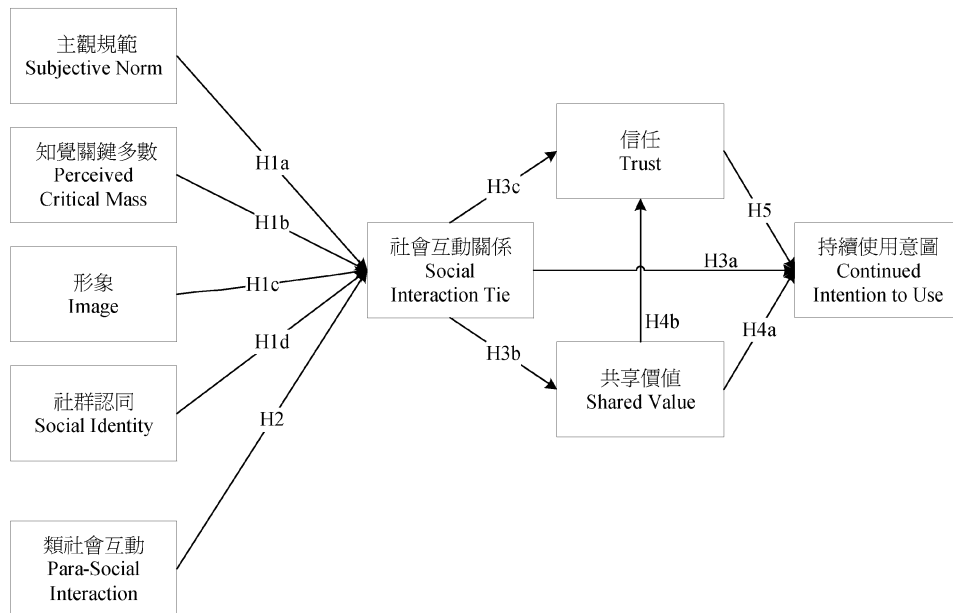 主觀規範
Subjective Norm
知覺關鍵多數
Perceived
Critical Mass
形象
Image
社群認同
Social Identity
類社會互動
Para-Social
Interaction
H1a
H1b
H1c
H1d
H2
社會互動關係
Social
Interaction Tie
H3c
H3b
信任
Trust
H3a
H4b
共享價值
Shared Value
H5
H4a
持續使用意圖
Continued
Intention to Use